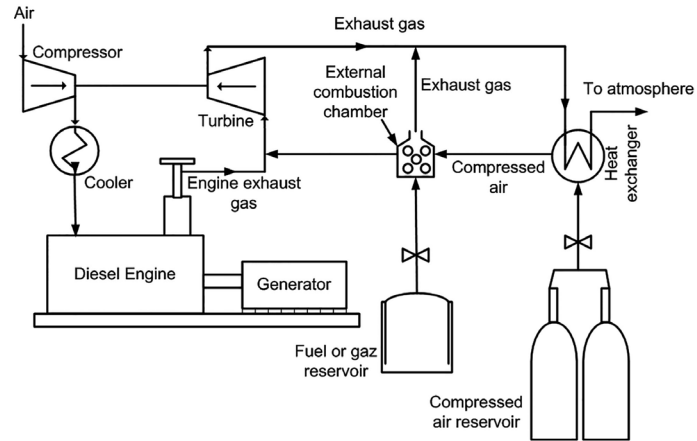 Air
Exhaust gas
Compressor
External
combustion
chamber
Exhaust gas
To atmosphere
Turbine
Cooler
Engine exhaust
gas
Compressed
air
Heat
exchanger
Diesel Engine
Generator
Fuel or gaz
reservoir
Compressed
air reservoir